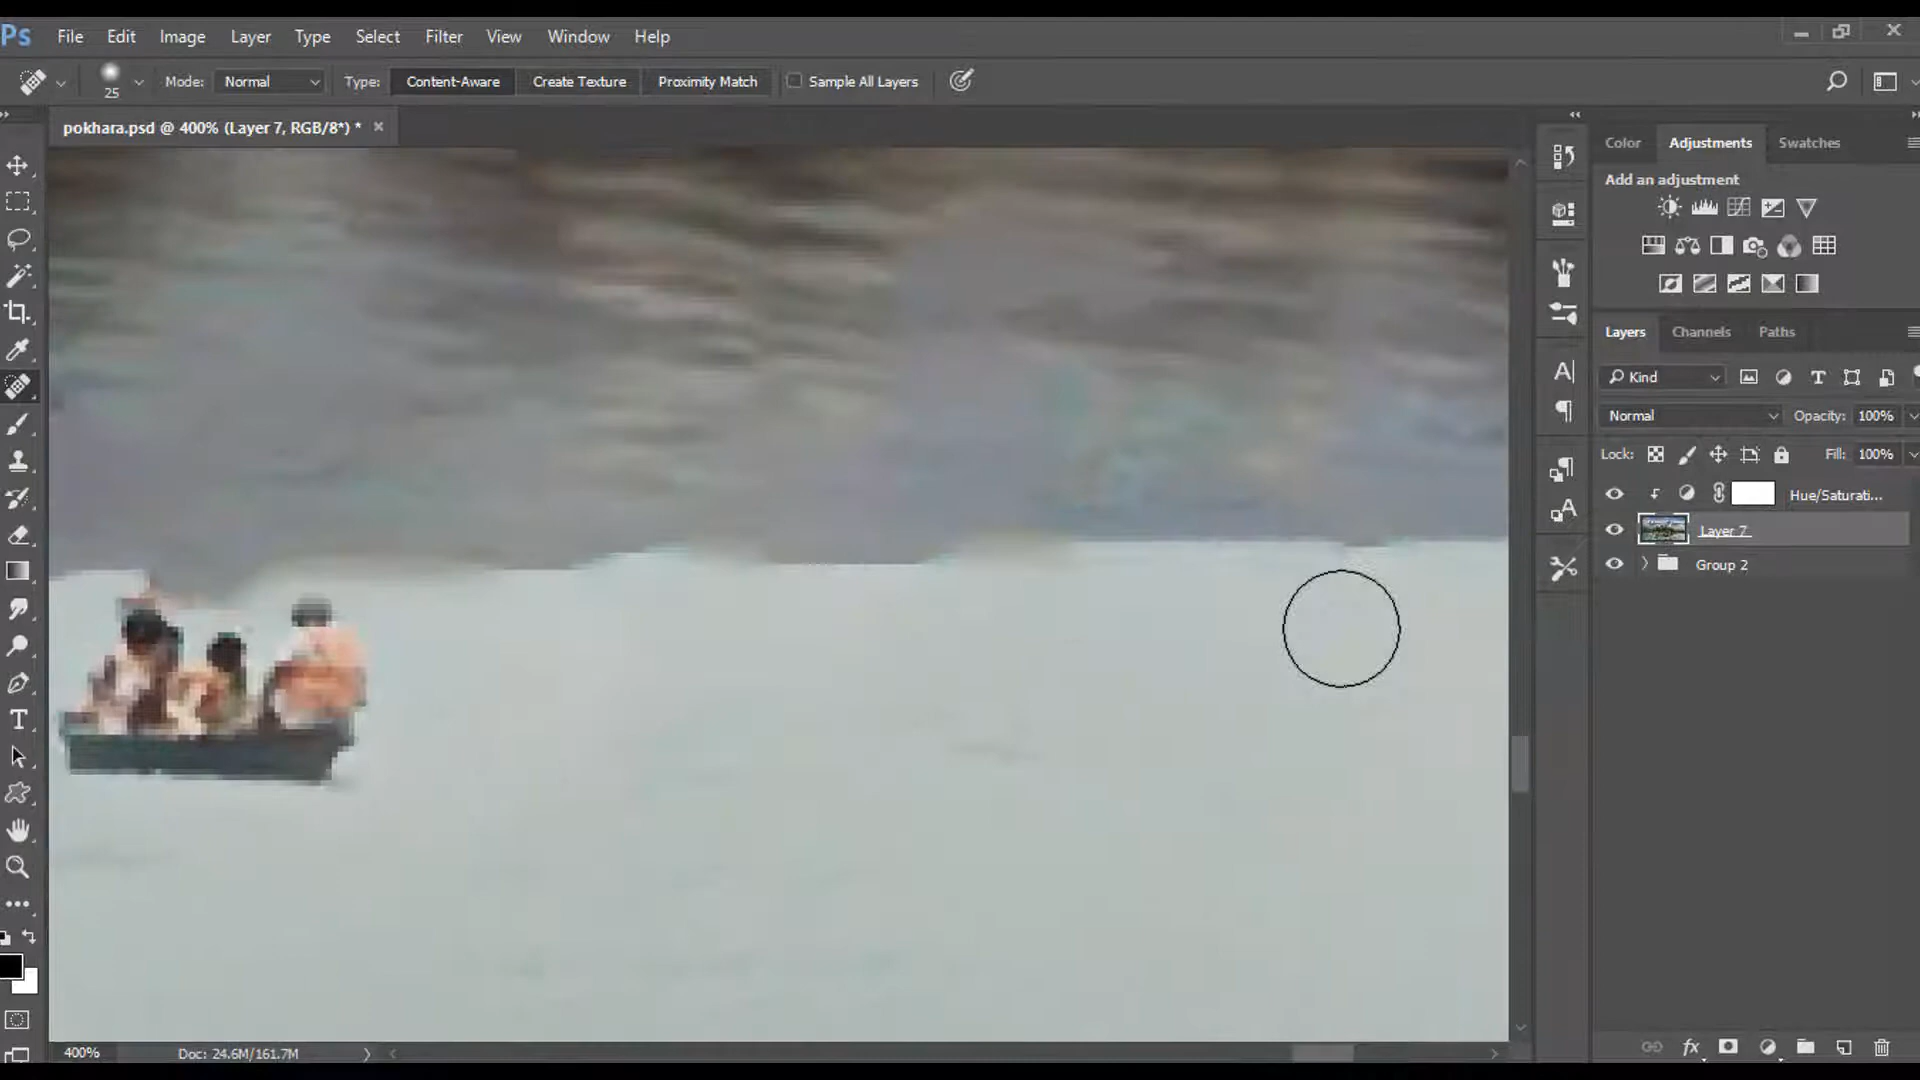 Ps File Edit Image Layer Type Select Filter View Window Help
25 Mode: Normal Type: Content-Aware Create Texture Proximity Match Sample All Layers
pokhara.psd @ 400% (Layer 7, RGB/8*) * ×
Color Adjustments Swatches
Add an adjustment
Layers Channels Paths
Kind
Normal Opacity: 100%
Lock: Fill: 100%
Hue/Saturati...
Layer 7
Group 2
400% Doc: 24.6M/161.7M
fx